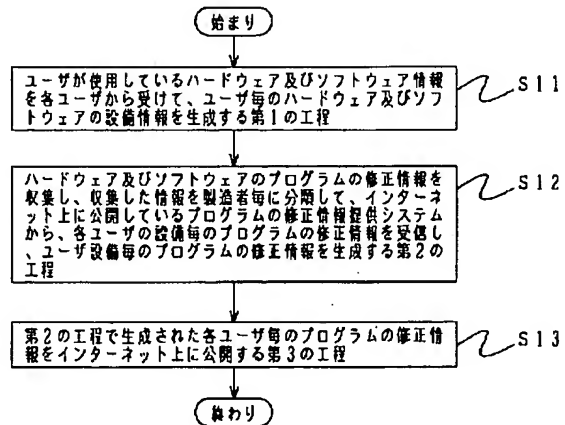 始まり
ユーザが使用しているハードウェア及びソフトウェア情報
を各ユーザから受けて、ユーザ毎のハードウェア及びソフ
トウェアの設備情報を生成する第1の工程
S11
ハードウェア及びソフトウェアのプログラムの修正情報を
収集し、収集した情報を製造者毎に分類して、インターネ
ット上に公開しているプログラムの修正情報提供システム
から、各ユーザの設備毎のプログラムの修正情報を受信し
、ユーザ設備毎のプログラムの修正情報を生成する第2の
工程
S12
第2の工程で生成された各ユーザ毎のプログラムの修正情
報をインターネット上に公開する第3の工程
S13
終わり